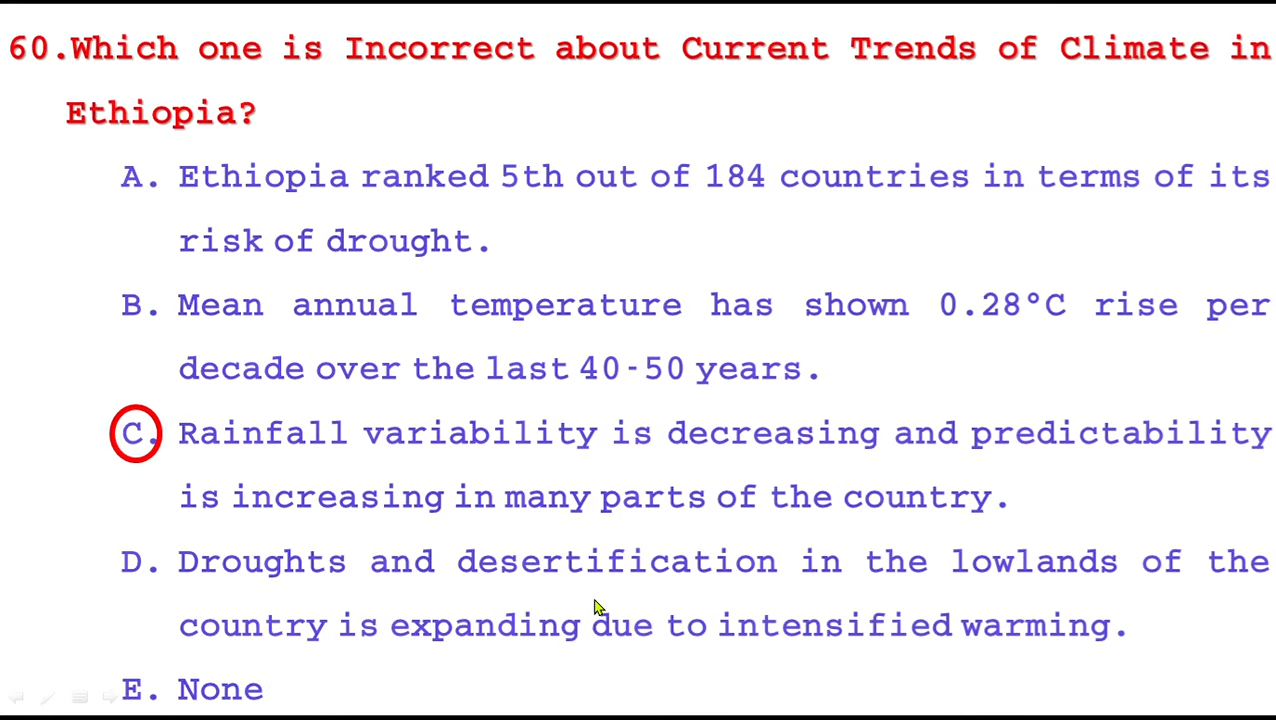 60.Which one is Incorrect about Current Trends of Climate in
Ethiopia?
A. Ethiopia ranked 5th out of 184 countries in terms of its
risk of drought.
B. Mean annual temperature has shown 0.28°C rise per
decade over the last 40-50 years.
C. Rainfall variability is decreasing and predictability
is increasing in many parts of the country.
D. Droughts and desertification in the lowlands of the
country is expanding due to intensified warming.
E. None